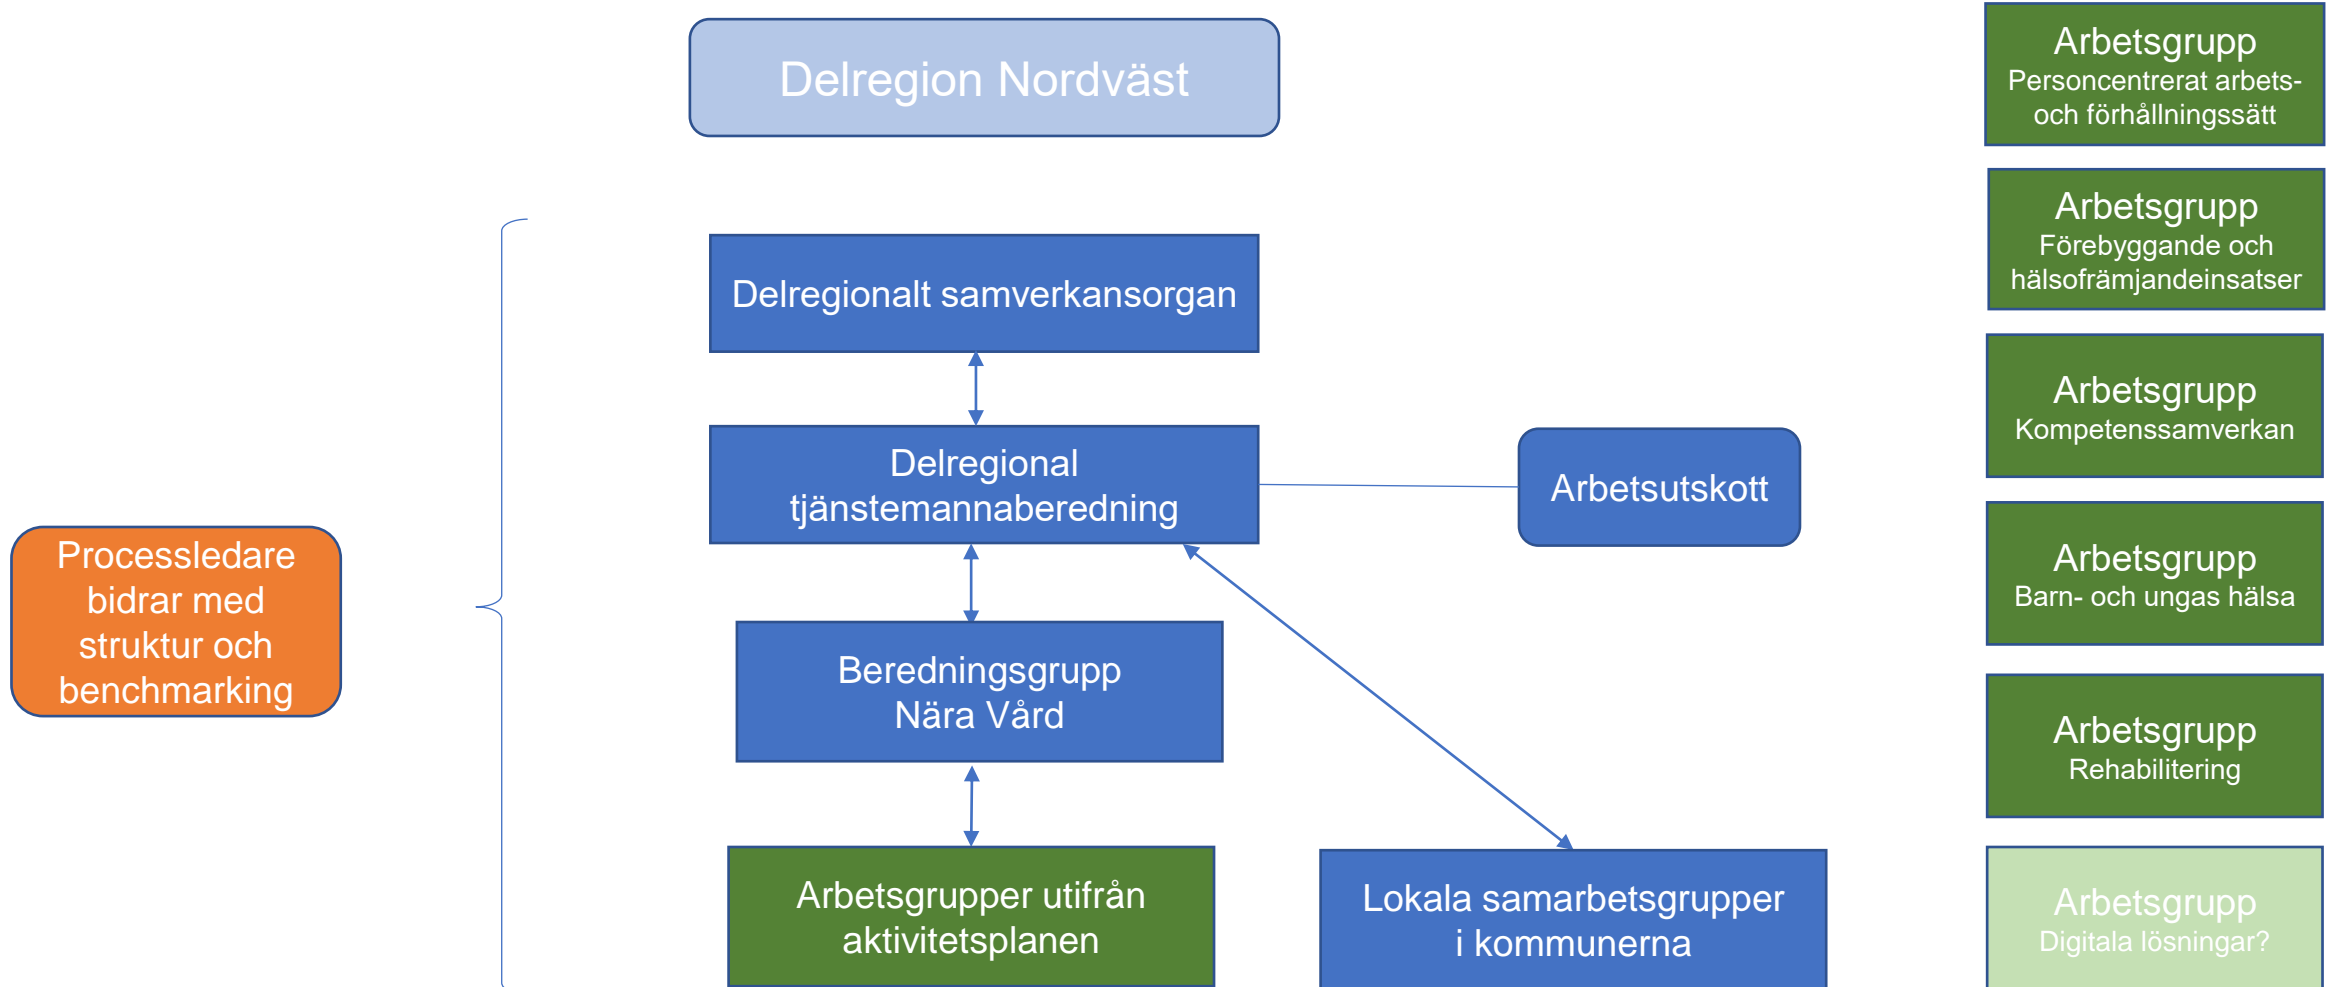 Delregion Nordväst
Delregionalt samverkansorgan
Delregional
tjänstemannaberedning
Arbetsutskott
Processledare
bidrar med
struktur och
benchmarking
Beredningsgrupp
Nära Vård
Arbetsgrupper utifrån
aktivitetsplanen
Lokala samarbetsgrupper
i kommunerna
Arbetsgrupp
Personcentrerat arbets-
och förhållningssätt
Arbetsgrupp
Förebyggande och
hälsofrämjandeinsatser
Arbetsgrupp
Kompetenssamverkan
Arbetsgrupp
Barn- och ungas hälsa
Arbetsgrupp
Rehabilitering
Arbetsgrupp
Digitala lösningar?